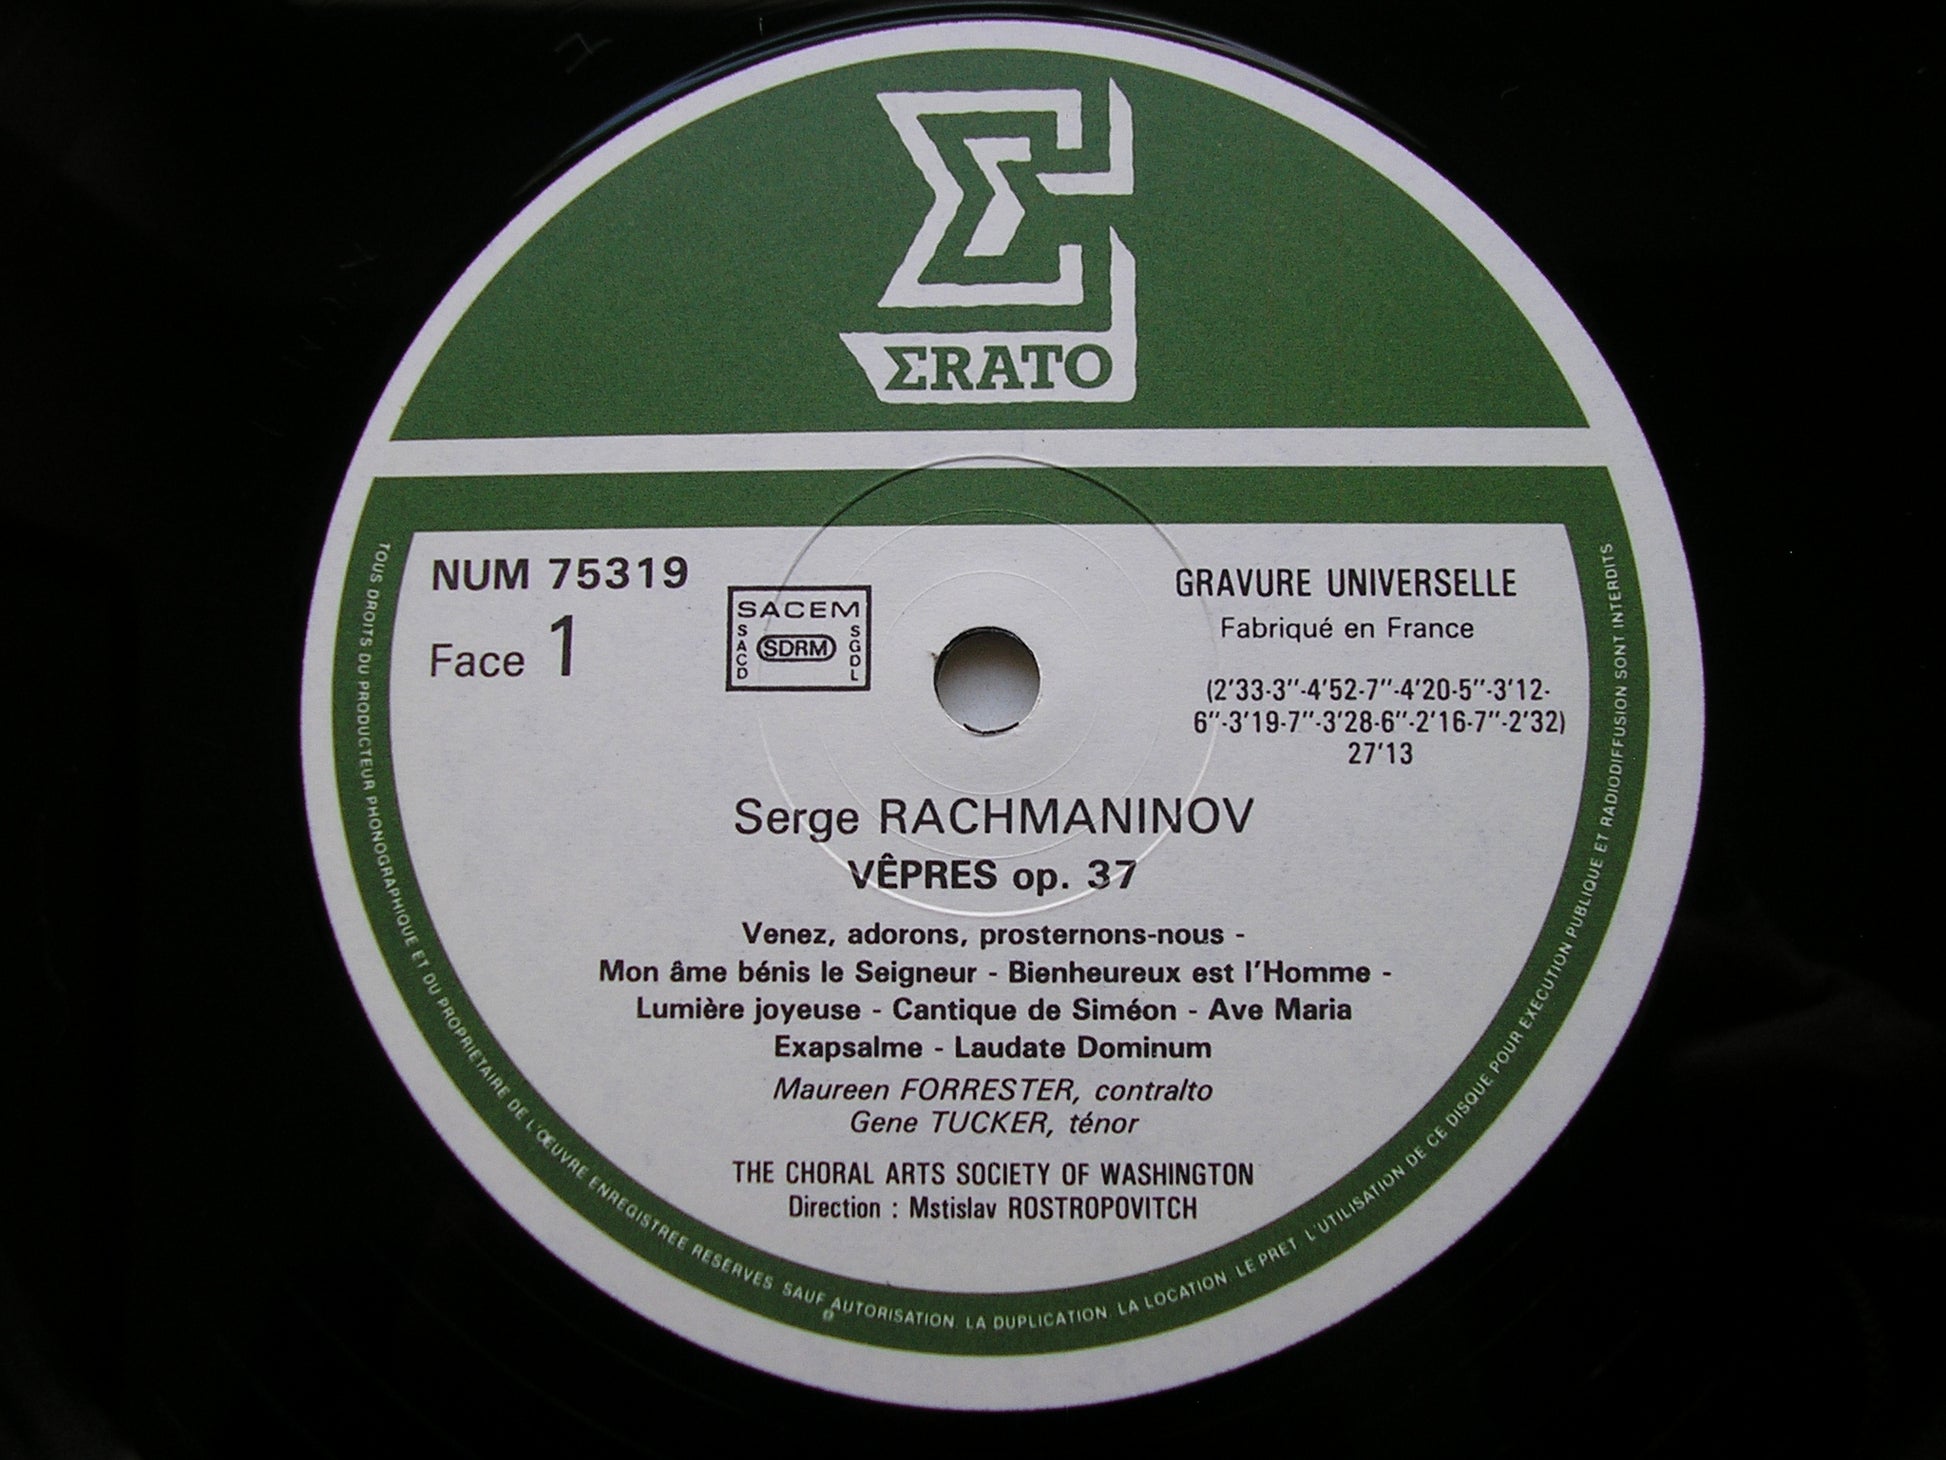 ΣRATO
NUM 75319
Face 1
SACEM
SACD
SDRM
SGDL
GRAVURE UNIVERSELLE
Fabriqué en France
(2'33-3"-4'52-7"-4'20-5"-3'12-
6"-3'19-7"-3'28-6"-2'16-7"-2'32)
27'13
Serge RACHMANINOV
VÊPRES op. 37
Venez, adorons, prosternons-nous -
Mon âme bénis le Seigneur - Bienheureux est l'Homme -
Lumière joyeuse - Cantique de Siméon - Ave Maria
Exapsalme - Laudate Dominum
Maureen FORRESTER, contralto
Gene TUCKER, ténor
THE CHORAL ARTS SOCIETY OF WASHINGTON
Direction : Mstislav ROSTROPOVITCH
TOUS DROITS DU PRODUCTEUR PHONOGRAPHIQUE ET DU PROPRIETAIRE DE L'ŒUVRE ENREGISTREE RESERVES SAUF AUTORISATION LA DUPLICATION LA LOCATION LE PRET L'UTILISATION DE CE DISQUE POUR EXECUTION PUBLIQUE ET RADIODIFFUSION SONT INTERDITS